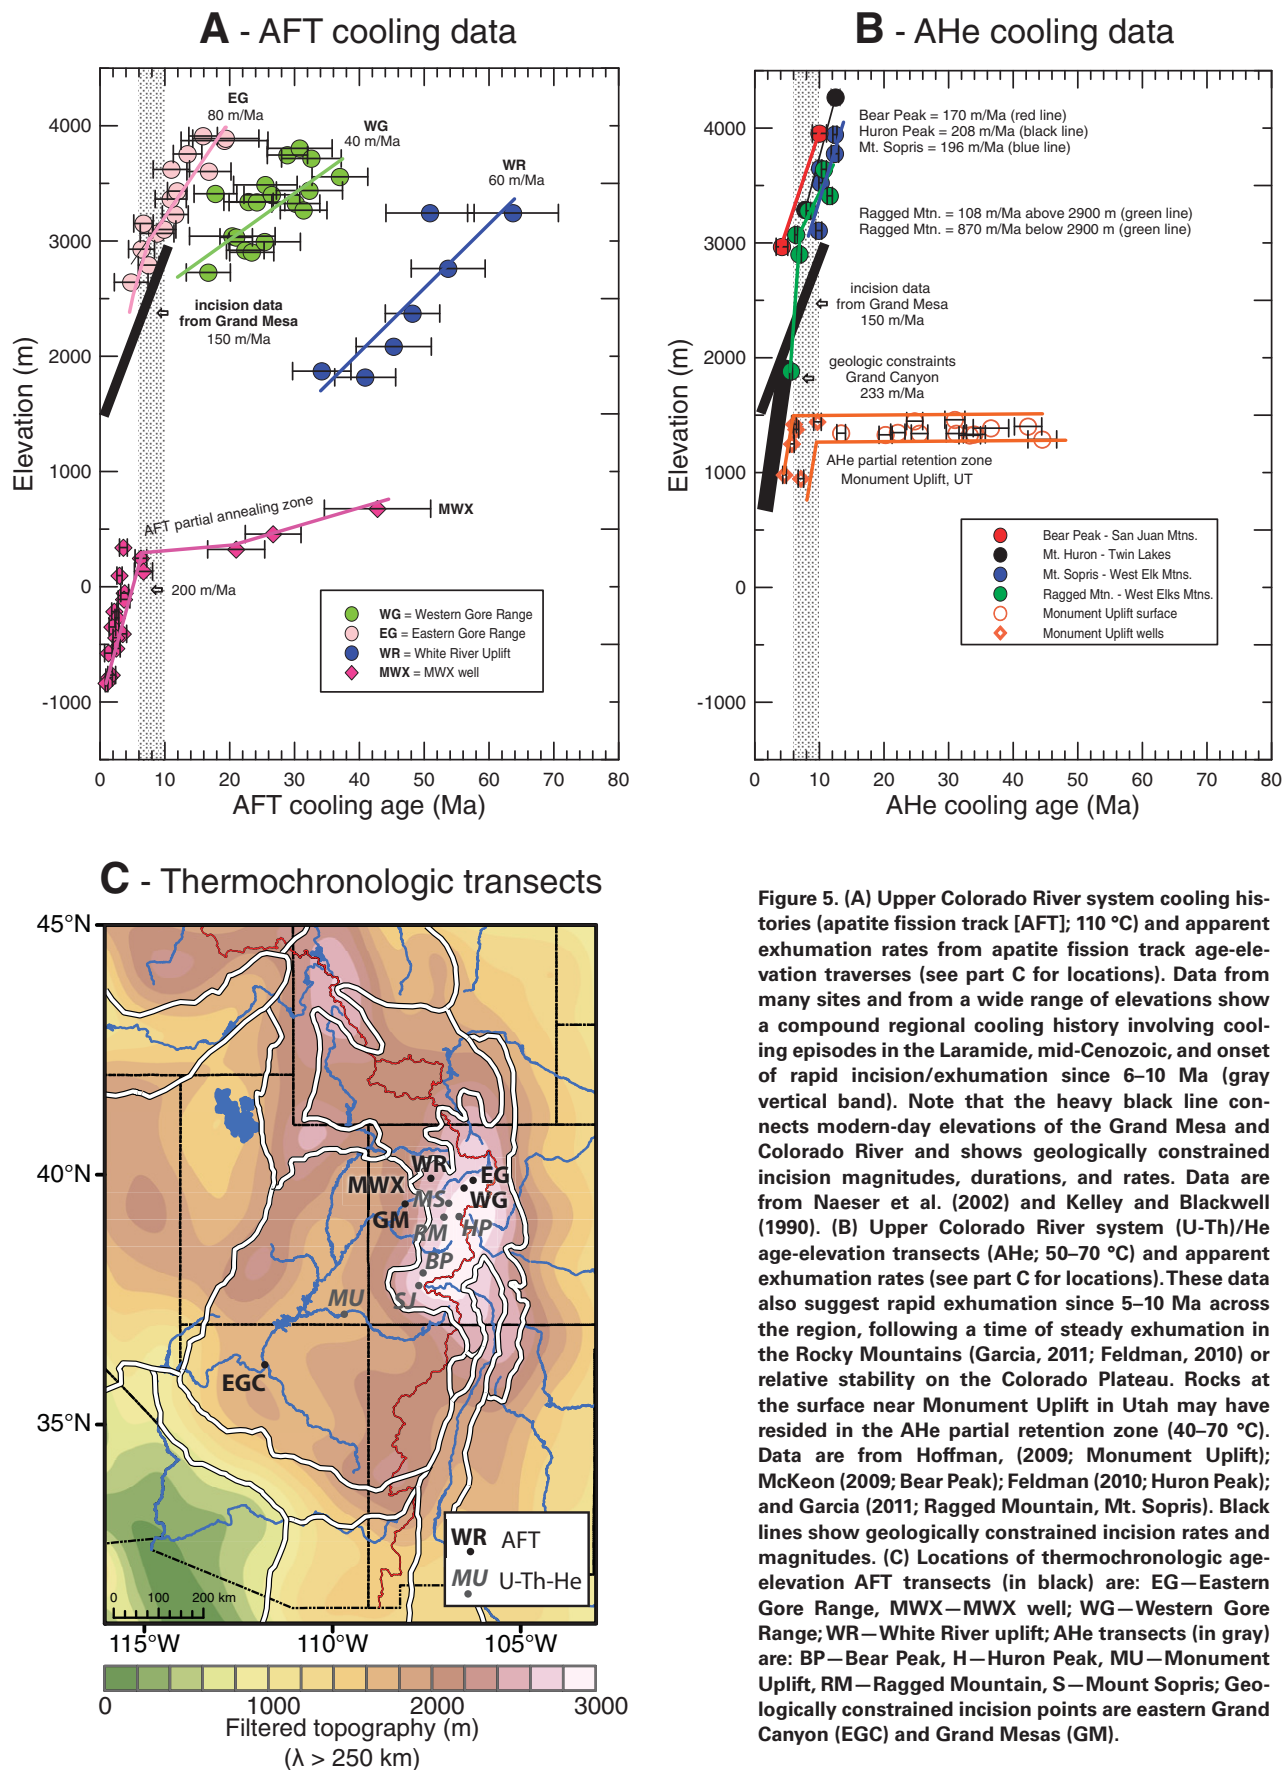 A - AFT cooling data
4000
3000
2000
1000
0
-1000
Elevation (m)
EG
80 m/Ma
WG
40 m/Ma
WR
60 m/Ma
incision data
from Grand Mesa
150 m/Ma
AFT partial annealing zone
MWX
200 m/Ma
WG = Western Gore Range
EG = Eastern Gore Range
WR = White River Uplift
MWX = MWX well
0 10 20 30 40 50 60 70 80
AFT cooling age (Ma)
B - AHe cooling data
4000
3000
2000
1000
0
-1000
Elevation (m)
Bear Peak = 170 m/Ma (red line)
Huron Peak = 208 m/Ma (black line)
Mt. Sopris = 196 m/Ma (blue line)
Ragged Mtn. = 108 m/Ma above 2900 m (green line)
Ragged Mtn. = 870 m/Ma below 2900 m (green line)
incision data
from Grand Mesa
150 m/Ma
geologic constraints
Grand Canyon
233 m/Ma
AHe partial retention zone
Monument Uplift, UT
Bear Peak - San Juan Mtns.
Mt. Huron - Twin Lakes
Mt. Sopris - West Elk Mtns.
Ragged Mtn. - West Elks Mtns.
Monument Uplift surface
Monument Uplift wells
0 10 20 30 40 50 60 70 80
AHe cooling age (Ma)
C - Thermochronologic transects
45°N
40°N
35°N
WR
EG
MWX
MS
WG
GM
RM
HP
BP
MU
SJ
EGC
WR AFT
MU U-Th-He
0 100 200 km
115°W 110°W 105°W
0 1000 2000 3000
Filtered topography (m)
(λ > 250 km)
Figure 5. (A) Upper Colorado River system cooling his-
tories (apatite fission track [AFT]; 110 °C) and apparent
exhumation rates from apatite fission track age-ele-
vation traverses (see part C for locations). Data from
many sites and from a wide range of elevations show
a compound regional cooling history involving cool-
ing episodes in the Laramide, mid-Cenozoic, and onset
of rapid incision/exhumation since 6–10 Ma (gray
vertical band). Note that the heavy black line con-
nects modern-day elevations of the Grand Mesa and
Colorado River and shows geologically constrained
incision magnitudes, durations, and rates. Data are
from Naeser et al. (2002) and Kelley and Blackwell
(1990). (B) Upper Colorado River system (U-Th)/He
age-elevation transects (AHe; 50–70 °C) and apparent
exhumation rates (see part C for locations). These data
also suggest rapid exhumation since 5–10 Ma across
the region, following a time of steady exhumation in
the Rocky Mountains (Garcia, 2011; Feldman, 2010) or
relative stability on the Colorado Plateau. Rocks at
the surface near Monument Uplift in Utah may have
resided in the AHe partial retention zone (40–70 °C).
Data are from Hoffman, (2009; Monument Uplift);
McKeon (2009; Bear Peak); Feldman (2010; Huron Peak);
and Garcia (2011; Ragged Mountain, Mt. Sopris). Black
lines show geologically constrained incision rates and
magnitudes. (C) Locations of thermochronologic age-
elevation AFT transects (in black) are: EG—Eastern
Gore Range, MWX—MWX well; WG—Western Gore
Range; WR—White River uplift; AHe transects (in gray)
are: BP—Bear Peak, H—Huron Peak, MU—Monument
Uplift, RM—Ragged Mountain, S—Mount Sopris; Geo-
logically constrained incision points are eastern Grand
Canyon (EGC) and Grand Mesas (GM).